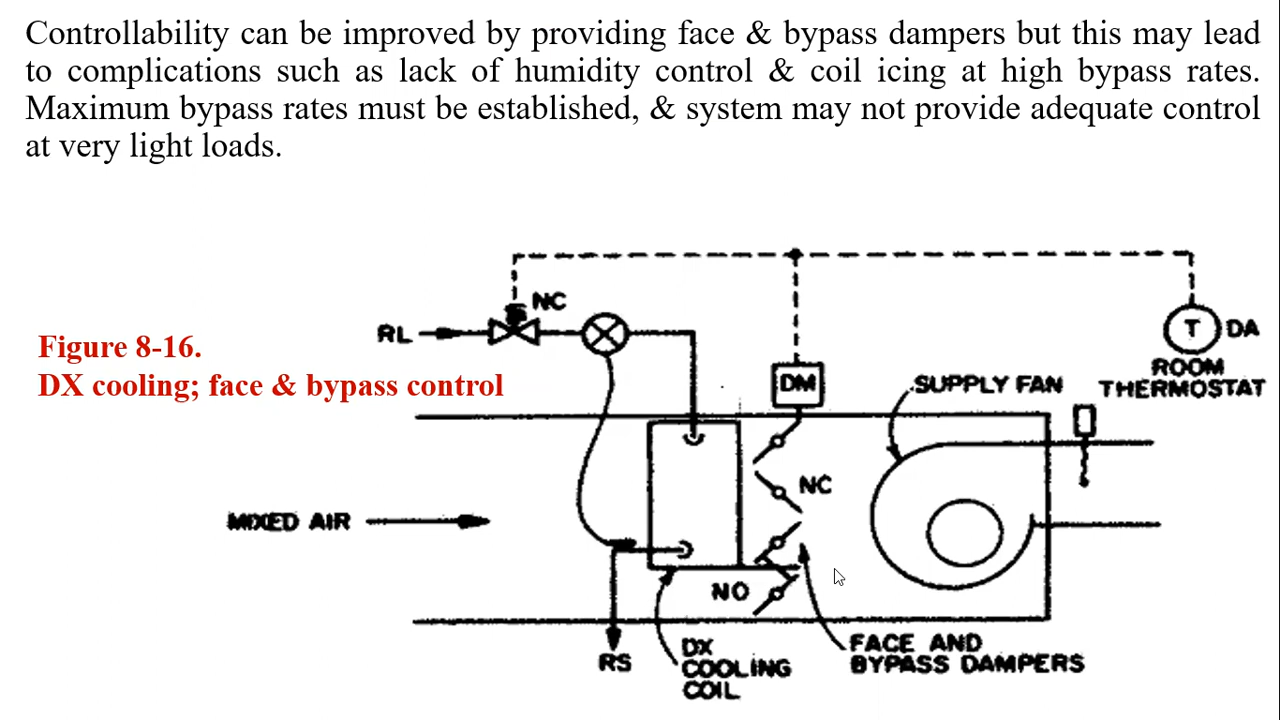 Controllability can be improved by providing face & bypass dampers but this may lead
to complications such as lack of humidity control & coil icing at high bypass rates.
Maximum bypass rates must be established, & system may not provide adequate control
at very light loads.
NC
RL
Figure 8-16.
DX cooling; face & bypass control
DM
SUPPLY FAN
T
DA
ROOM
THERMOSTAT
NC
MIXED AIR
NO
RS
DX
COOLING
COIL
FACE AND
BYPASS DAMPERS